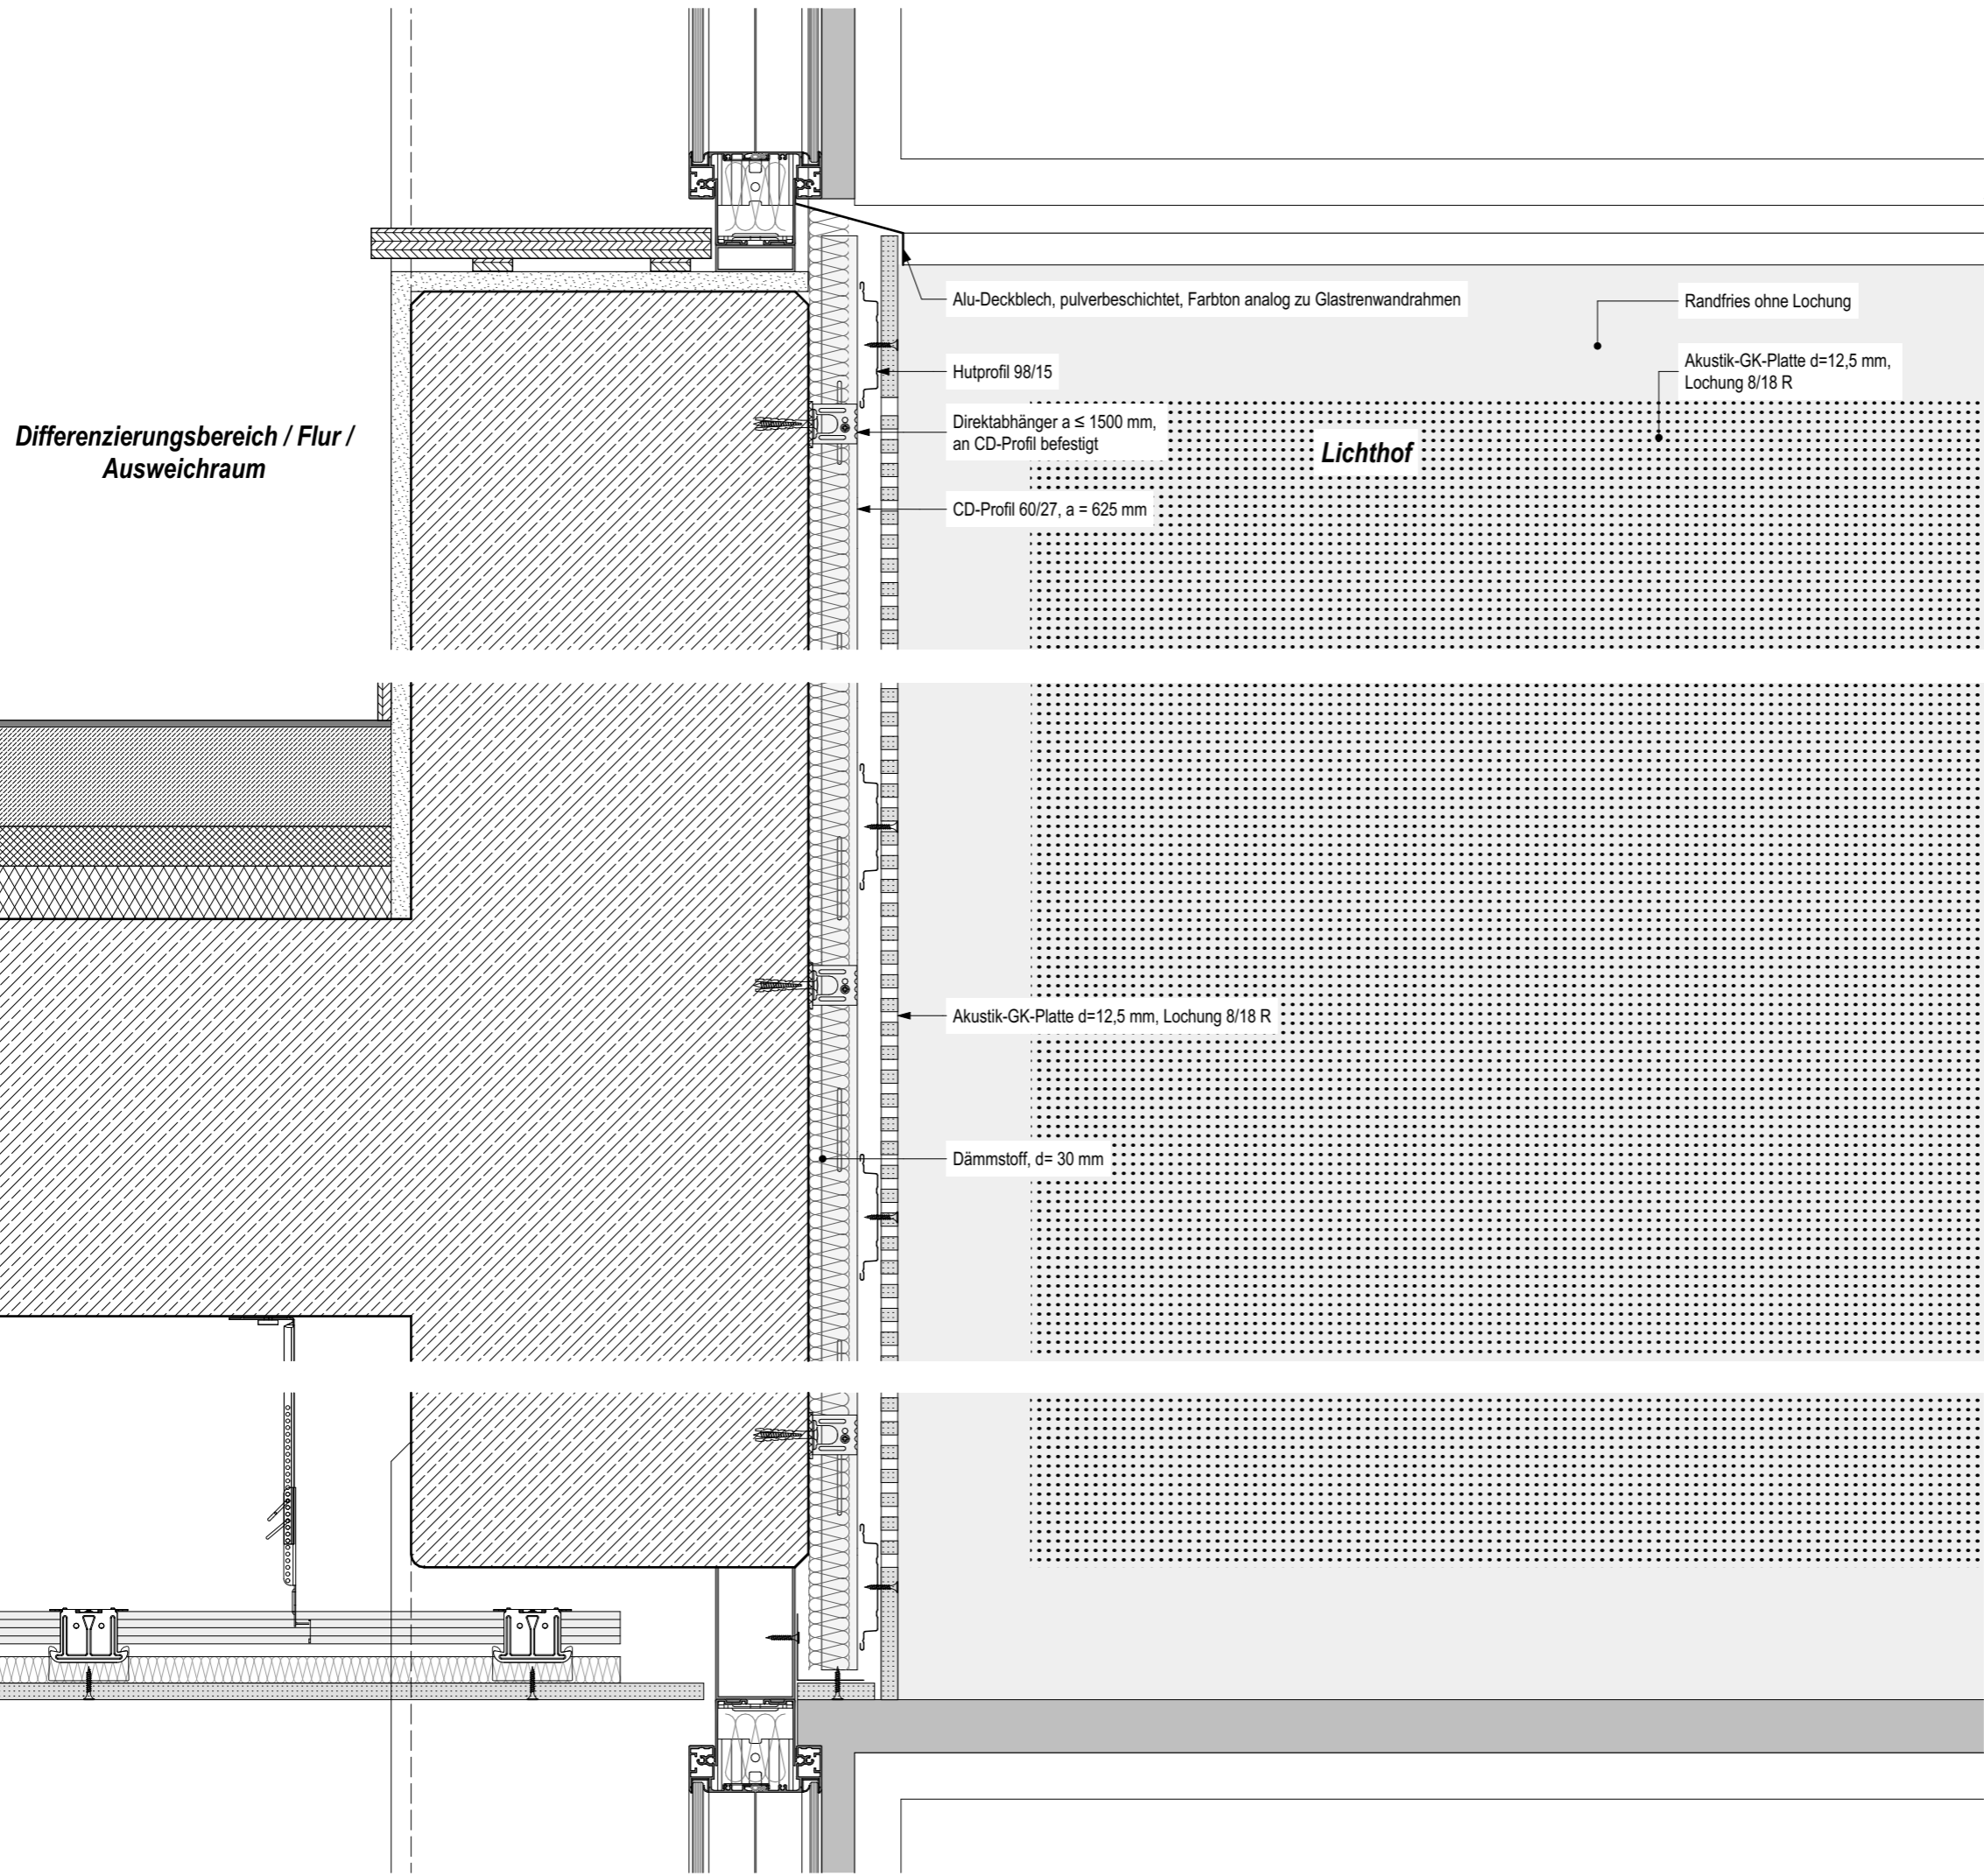 Alu-Deckblech, pulverbeschichtet, Farbton analog zu Glastrenwandrahmen
Randfries ohne Lochung
Hutprofil 98/15
Akustik-GK-Platte d=12,5 mm,
Lochung 8/18 R
Differenzierungsbereich / Flur /
Ausweichraum
Direktabhänger a ≤ 1500 mm,
an CD-Profil befestigt
Lichthof
CD-Profil 60/27, a = 625 mm
Akustik-GK-Platte d=12,5 mm, Lochung 8/18 R
Dämmstoff, d= 30 mm